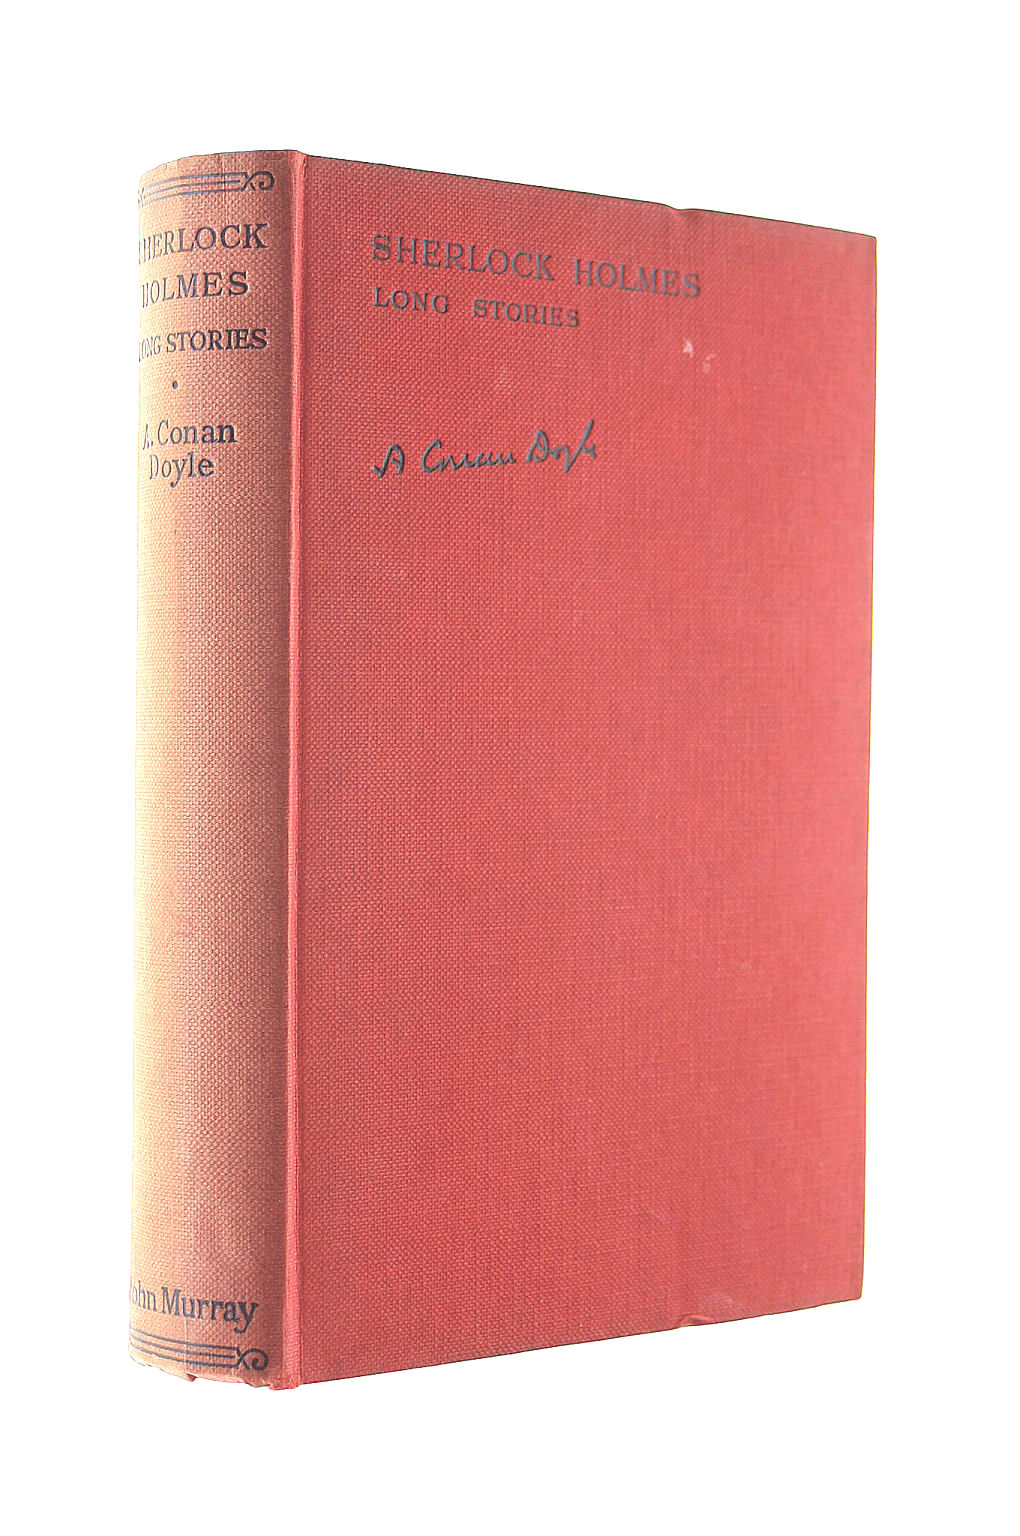 SHERLOCK
HOLMES
LONG STORIES
A. Conan
Doyle
John Murray
SHERLOCK HOLMES
LONG STORIES
A Conan Doyle